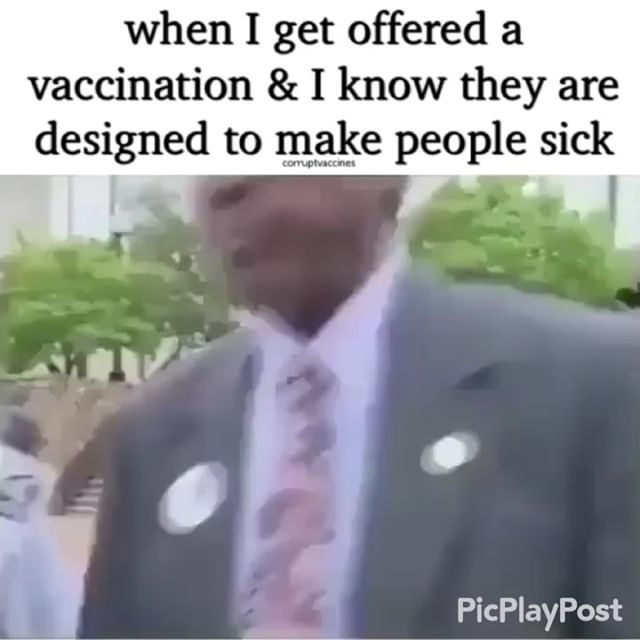 when I get offered a
vaccination & I know they are
designed to make people sick
corruptvaccines
PicPlayPost